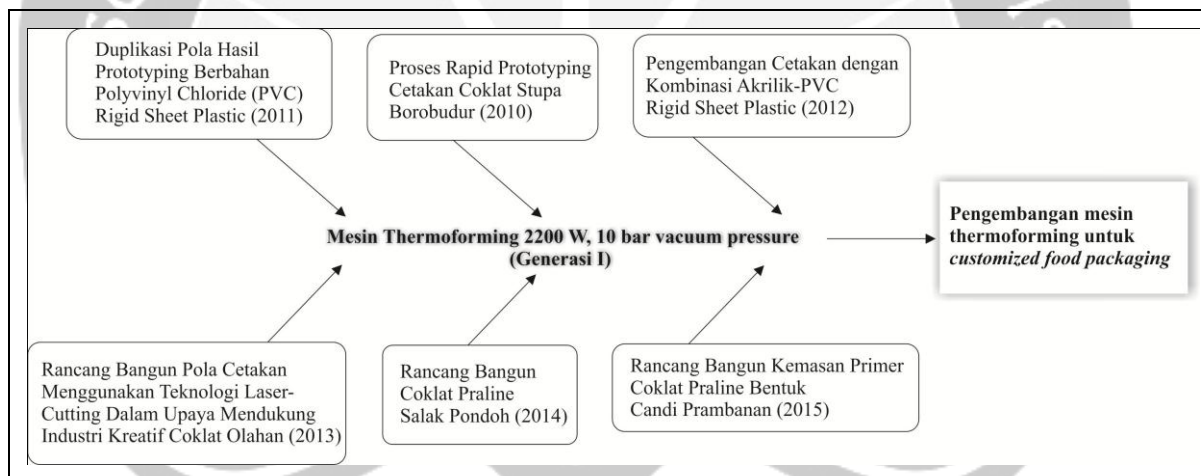 Duplikasi Pola Hasil
Prototyping Berbahan
Polyvinyl Chloride (PVC)
Rigid Sheet Plastic (2011)
Proses Rapid Prototyping
Cetakan Coklat Stupa
Borobudur (2010)
Pengembangan Cetakan dengan
Kombinasi Akrilik-PVC
Rigid Sheet Plastic (2012)
Mesin Thermoforming 2200 W, 10 bar vacuum pressure
(Generasi I)
Pengembangan mesin
thermoforming untuk
customized food packaging
Rancang Bangun Pola Cetakan
Menggunakan Teknologi Laser-
Cutting Dalam Upaya Mendukung
Industri Kreatif Coklat Olahan (2013)
Rancang Bangun
Coklat Praline
Salak Pondoh (2014)
Rancang Bangun Kemasan Primer
Coklat Praline Bentuk
Candi Prambanan (2015)